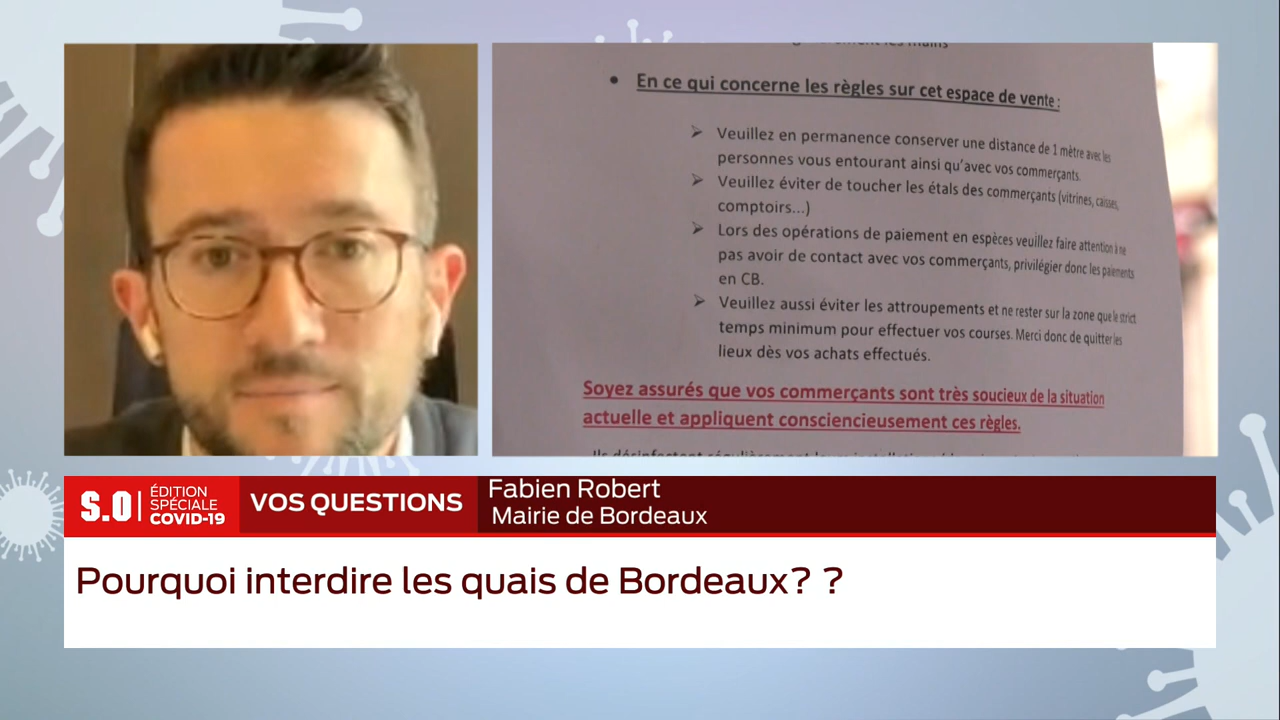 • En ce qui concerne les règles sur cet espace de vente :
➢ Veuillez en permanence conserver une distance de 1 mètre avec les
personnes vous entourant ainsi qu'avec vos commerçants.
➢ Veuillez éviter de toucher les étals des commerçants (vitrines, caisses,
comptoirs...)
➢ Lors des opérations de paiement en espèces veuillez faire attention à ne
pas avoir de contact avec vos commerçants, privilégier donc les paiements
en CB.
➢ Veuillez aussi éviter les attroupements et ne rester sur la zone que le strict
temps minimum pour effectuer vos courses. Merci donc de quitter les
lieux dès vos achats effectués.
Soyez assurés que vos commerçants sont très soucieux de la situation
actuelle et appliquent consciencieusement ces règles.
S.O
ÉDITION
SPÉCIALE
COVID-19
VOS QUESTIONS
Fabien Robert
Mairie de Bordeaux
Pourquoi interdire les quais de Bordeaux? ?